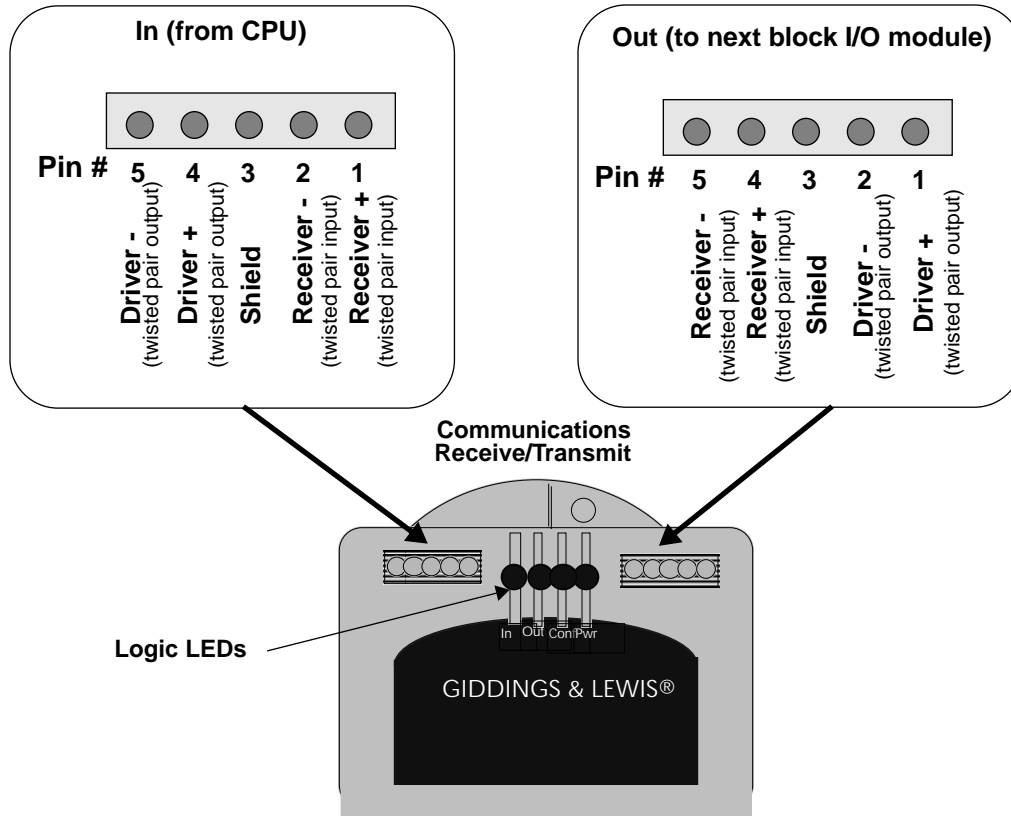 In (from CPU)
Pin # 5 4 3 2 1
Driver -
(twisted pair output)
Driver +
(twisted pair output)
Shield
Receiver -
(twisted pair input)
Receiver +
(twisted pair input)
Out (to next block I/O module)
Pin # 5 4 3 2 1
Receiver -
(twisted pair input)
Receiver +
(twisted pair input)
Shield
Driver -
(twisted pair output)
Driver +
(twisted pair output)
Communications
Receive/Transmit
Logic LEDs
In Out Con Pwr
GIDDINGS & LEWIS®